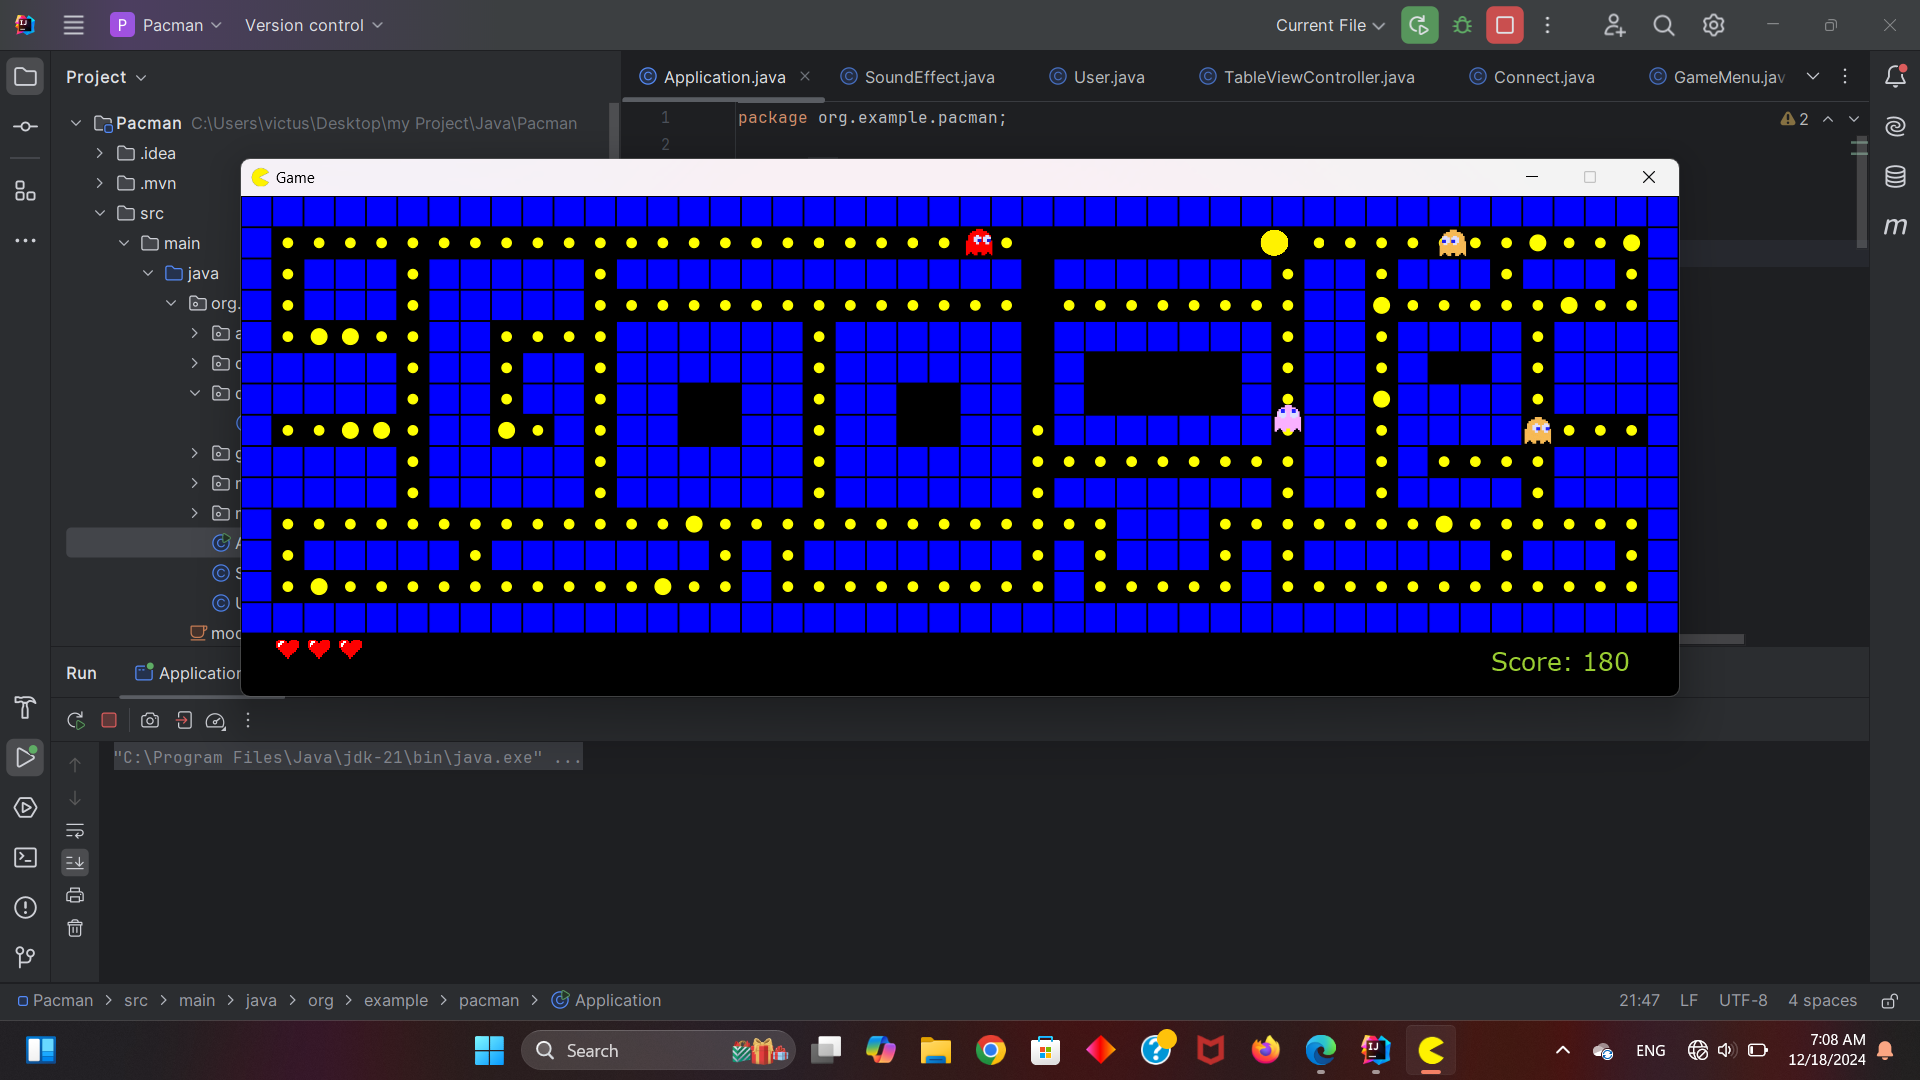 P Pacman Version control Current File
Project
Application.java SoundEffect.java User.java TableViewController.java Connect.java GameMenu.jav
Pacman C:\Users\victus\Desktop\my Project\Java\Pacman
1 package org.example.pacman;
2
2
.idea
.mvn
src
main
java
org.
Game
Score: 180
Run Application
"C:\Program Files\Java\jdk-21\bin\java.exe" ...
Pacman > src > main > java > org > example > pacman > Application
21:47 LF UTF-8 4 spaces
Search
ENG
7:08 AM
12/18/2024